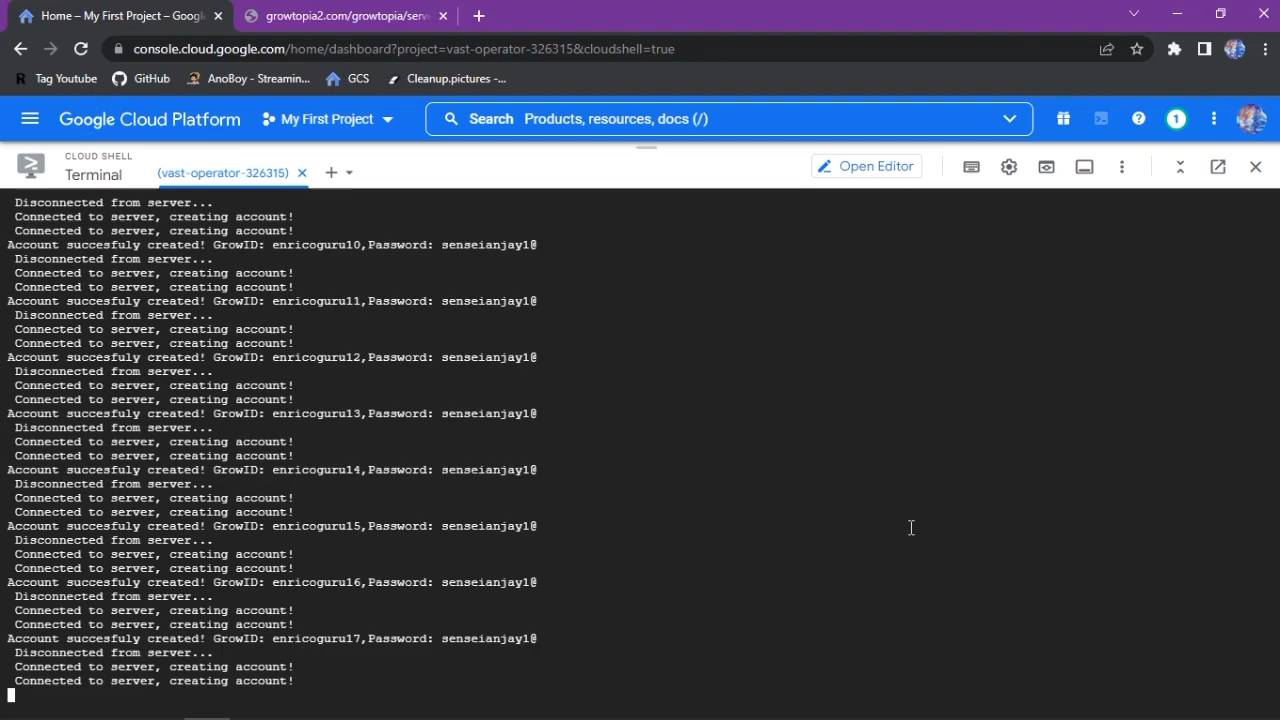 Home – My First Project – Google
growtopia2.com/growtopia/serve
console.cloud.google.com/home/dashboard?project=vast-operator-326315&cloudshell=true
Tag Youtube
GitHub
AnoBoy - Streamin...
GCS
Cleanup.pictures -...
Google Cloud Platform
My First Project
Search Products, resources, docs (/)
1
CLOUD SHELL
Terminal
(vast-operator-326315)
Open Editor
Disconnected from server...
Connected to server, creating account!
Connected to server, creating account!
Account succesfuly created! GrowID: enricoguru10,Password: senseianjay1@
Disconnected from server...
Connected to server, creating account!
Connected to server, creating account!
Account succesfuly created! GrowID: enricoguru11,Password: senseianjay1@
Disconnected from server...
Connected to server, creating account!
Connected to server, creating account!
Account succesfuly created! GrowID: enricoguru12,Password: senseianjay1@
Disconnected from server...
Connected to server, creating account!
Connected to server, creating account!
Account succesfuly created! GrowID: enricoguru13,Password: senseianjay1@
Disconnected from server...
Connected to server, creating account!
Connected to server, creating account!
Account succesfuly created! GrowID: enricoguru14,Password: senseianjay1@
Disconnected from server...
Connected to server, creating account!
Connected to server, creating account!
Account succesfuly created! GrowID: enricoguru15,Password: senseianjay1@
Disconnected from server...
Connected to server, creating account!
Connected to server, creating account!
Account succesfuly created! GrowID: enricoguru16,Password: senseianjay1@
Disconnected from server...
Connected to server, creating account!
Connected to server, creating account!
Account succesfuly created! GrowID: enricoguru17,Password: senseianjay1@
Disconnected from server...
Connected to server, creating account!
Connected to server, creating account!